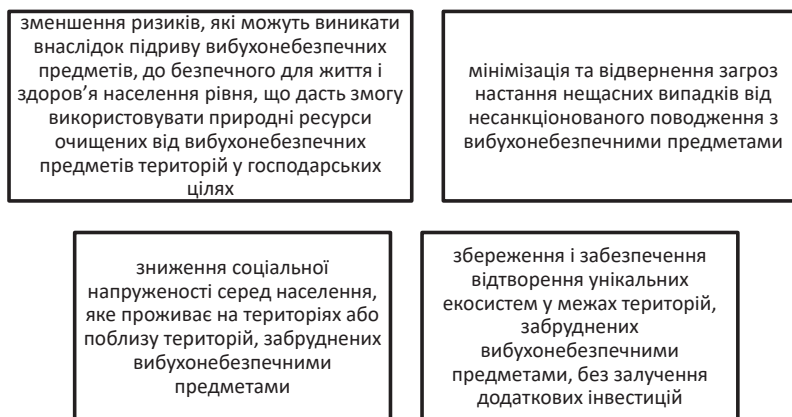 зменшення ризиків, які можуть виникати
внаслідок підриву вибухонебезпечних
предметів, до безпечного для життя і
здоров’я населення рівня, що дасть змогу
використовувати природні ресурси
очищених від вибухонебезпечних
предметів територій у господарських
цілях
мінімізація та відвернення загроз
настання нещасних випадків від
несанкціонованого поводження з
вибухонебезпечними предметами
зниження соціальної
напруженості серед населення,
яке проживає на територіях або
поблизу територій, забруднених
вибухонебезпечними
предметами
збереження і забезпечення
відтворення унікальних
екосистем у межах територій,
забруднених
вибухонебезпечними
предметами, без залучення
додаткових інвестицій